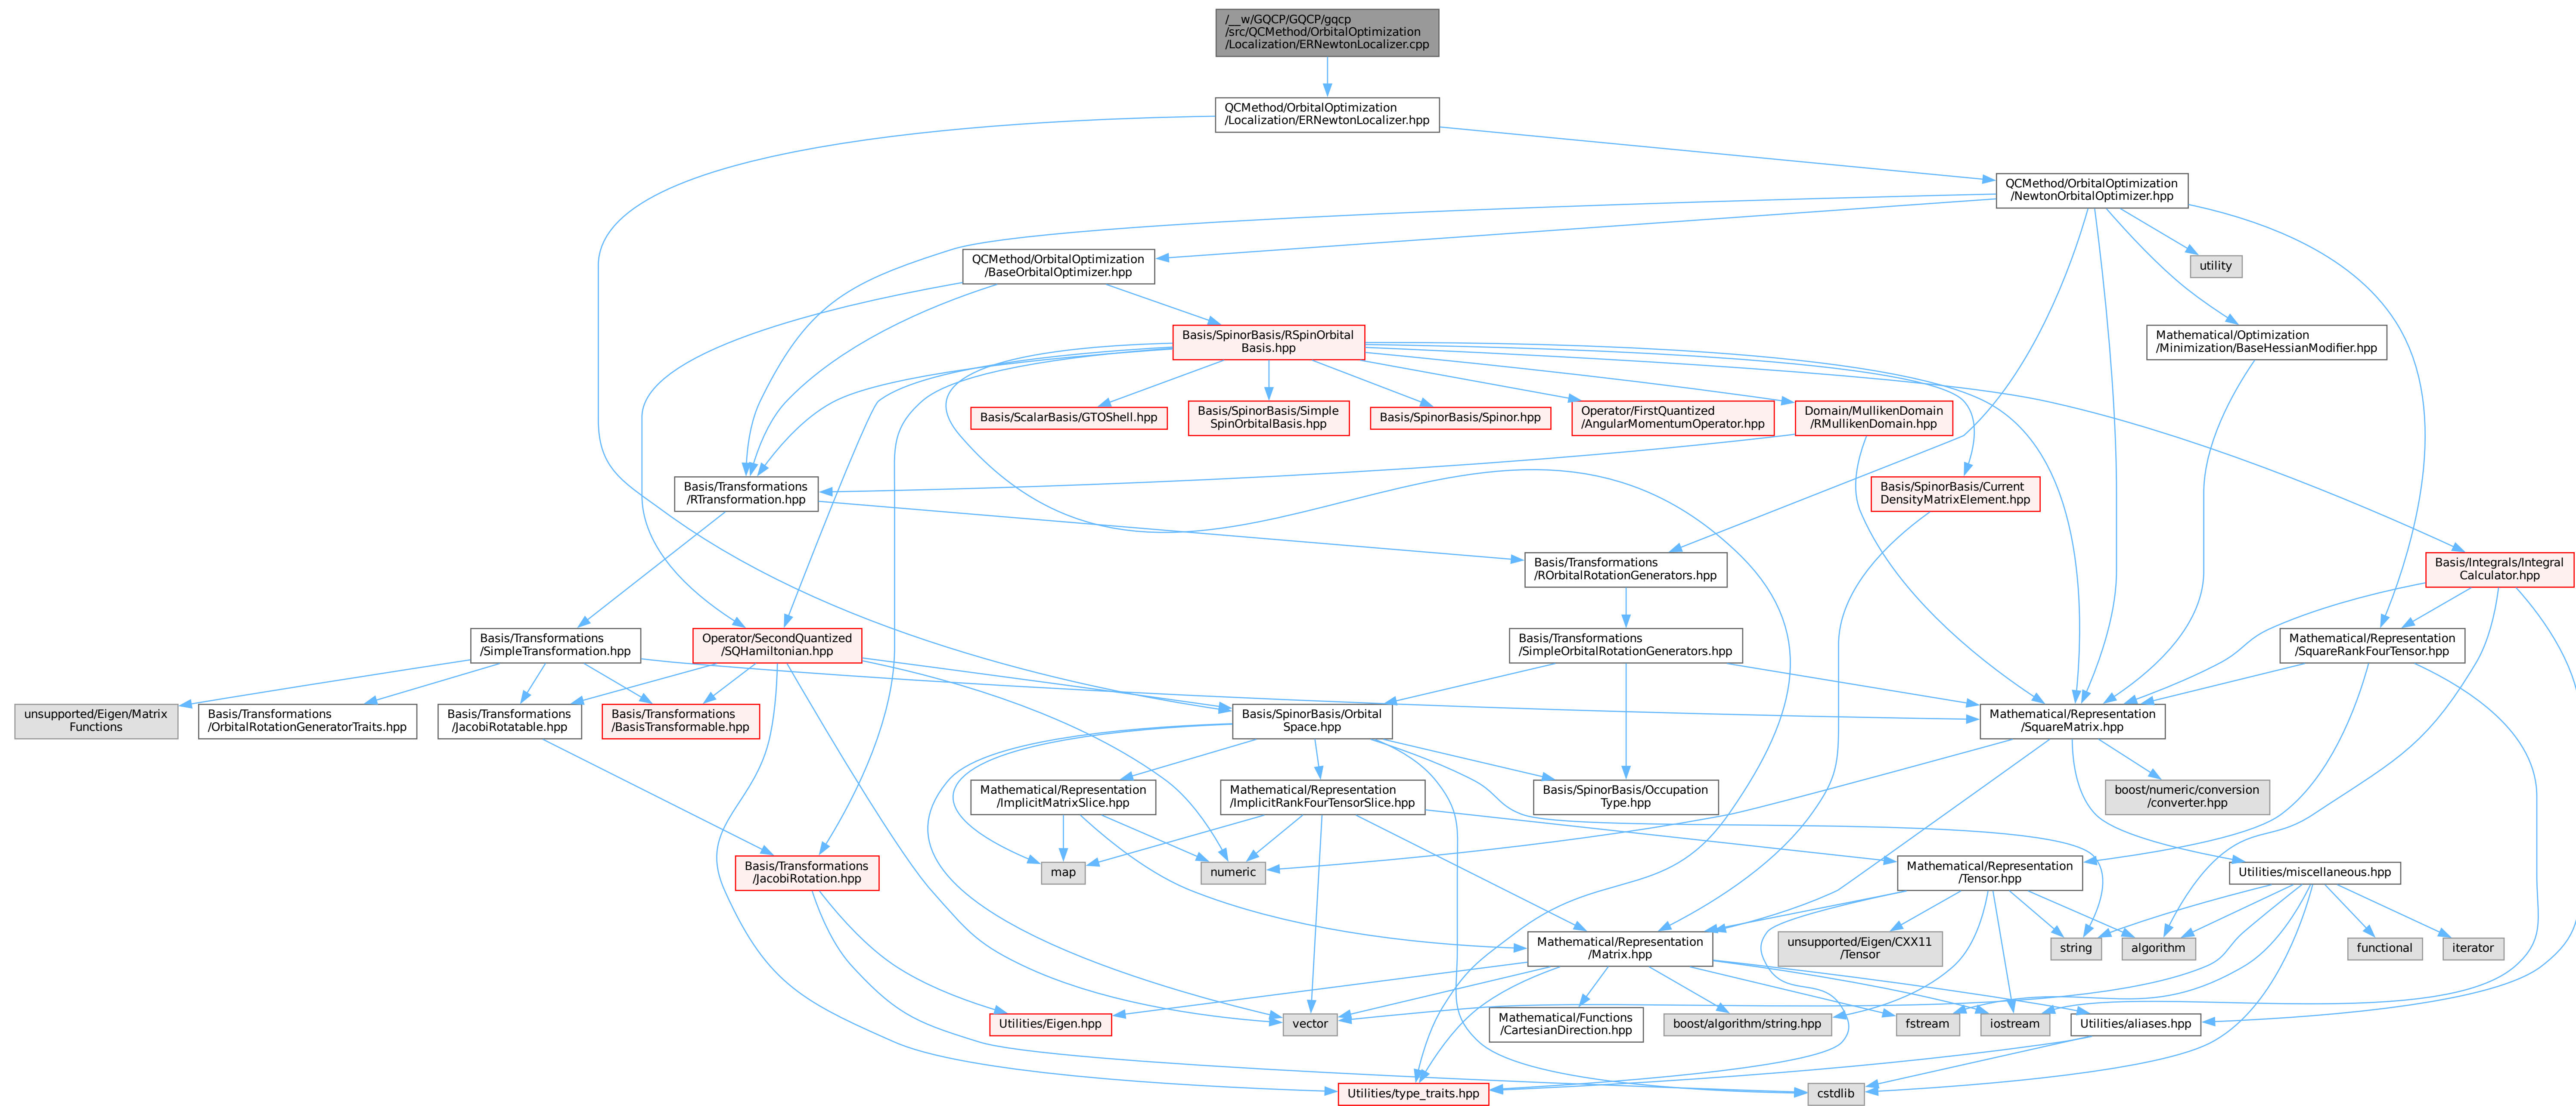 /__w/GQCP/GQCP/gqcp
/src/QCMethod/OrbitalOptimization
/Localization/ERNewtonLocalizer.cpp
QCMethod/OrbitalOptimization
/Localization/ERNewtonLocalizer.hpp
QCMethod/OrbitalOptimization
/NewtonOrbitalOptimizer.hpp
QCMethod/OrbitalOptimization
/BaseOrbitalOptimizer.hpp
utility
Basis/SpinorBasis/RSpinOrbital
Basis.hpp
Mathematical/Optimization
/Minimization/BaseHessianModifier.hpp
Basis/ScalarBasis/GTOShell.hpp
Basis/SpinorBasis/Simple
SpinOrbitalBasis.hpp
Basis/SpinorBasis/Spinor.hpp
Operator/FirstQuantized
/AngularMomentumOperator.hpp
Domain/MullikenDomain
/RMullikenDomain.hpp
Basis/Transformations
/RTransformation.hpp
Basis/SpinorBasis/Current
DensityMatrixElement.hpp
Basis/Transformations
/ROrbitalRotationGenerators.hpp
Basis/Integrals/Integral
Calculator.hpp
Basis/Transformations
/SimpleTransformation.hpp
Operator/SecondQuantized
/SQHamiltonian.hpp
Basis/Transformations
/SimpleOrbitalRotationGenerators.hpp
Mathematical/Representation
/SquareRankFourTensor.hpp
unsupported/Eigen/Matrix
Functions
Basis/Transformations
/OrbitalRotationGeneratorTraits.hpp
Basis/Transformations
/JacobiRotatable.hpp
Basis/Transformations
/BasisTransformable.hpp
Basis/SpinorBasis/Orbital
Space.hpp
Mathematical/Representation
/SquareMatrix.hpp
Mathematical/Representation
/ImplicitMatrixSlice.hpp
Mathematical/Representation
/ImplicitRankFourTensorSlice.hpp
Basis/SpinorBasis/Occupation
Type.hpp
boost/numeric/conversion
/converter.hpp
Basis/Transformations
/JacobiRotation.hpp
map
numeric
Mathematical/Representation
/Tensor.hpp
Utilities/miscellaneous.hpp
Mathematical/Representation
/Matrix.hpp
unsupported/Eigen/CXX11
/Tensor
string
algorithm
functional
iterator
Utilities/Eigen.hpp
vector
Mathematical/Functions
/CartesianDirection.hpp
boost/algorithm/string.hpp
fstream
iostream
Utilities/aliases.hpp
Utilities/type_traits.hpp
cstdlib